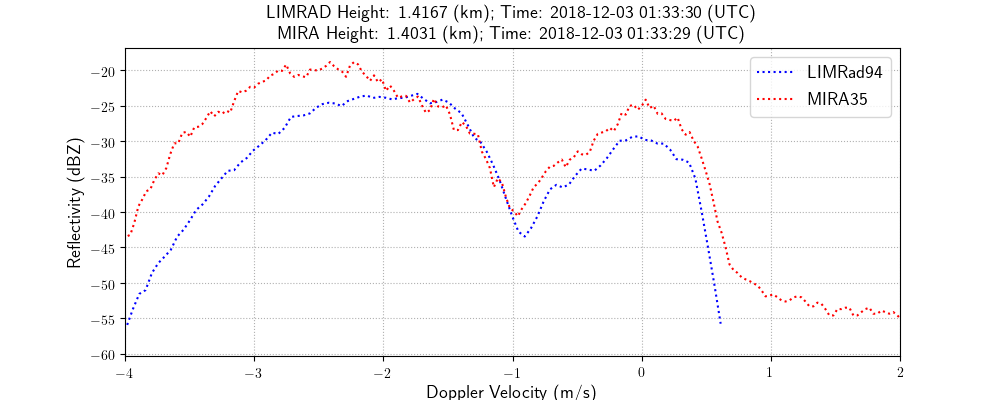 LIMRAD Height: 1.4167 (km); Time: 2018-12-03 01:33:30 (UTC)
MIRA Height: 1.4031 (km); Time: 2018-12-03 01:33:29 (UTC)
LIMRad94
MIRA35
Reflectivity (dBZ)
−20
−25
−30
−35
−40
−45
−50
−55
−60
−4 −3 −2 −1 0 1 2
Doppler Velocity (m/s)